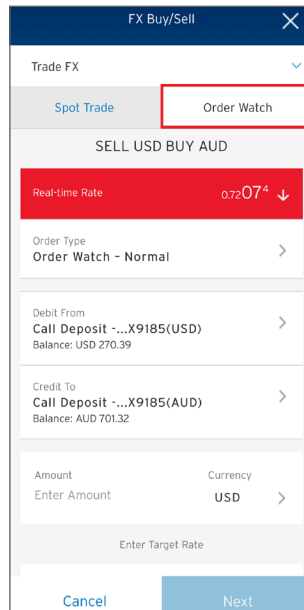 FX Buy/Sell
Trade FX
Spot Trade
Order Watch
SELL USD BUY AUD
Real-time Rate
0.7207⁴
Order Type
Order Watch – Normal
Debit From
Call Deposit -...X9185(USD)
Balance: USD 270.39
Credit To
Call Deposit -...X9185(AUD)
Balance: AUD 701.32
Amount
Currency
Enter Amount
USD
Enter Target Rate
Cancel
Next